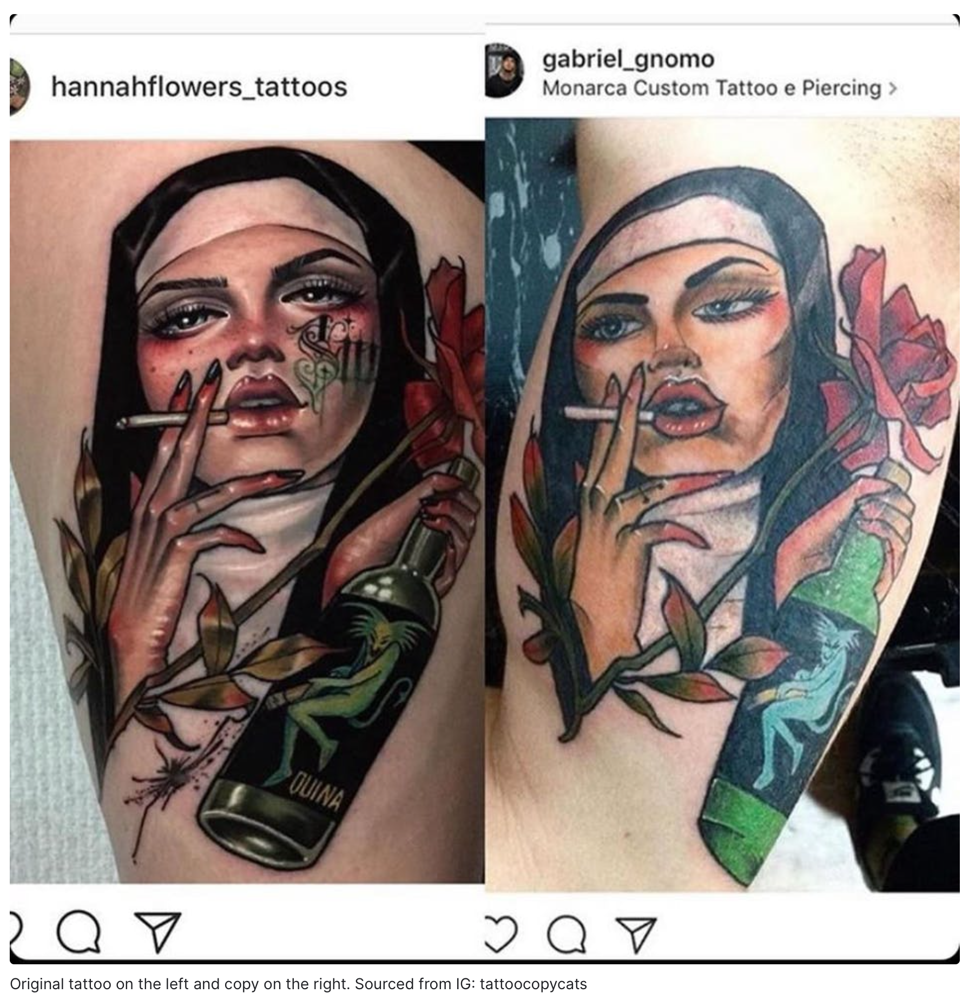 hannahflowers_tattoos
gabriel_gnomo
Monarca Custom Tattoo e Piercing >
QUINA
Original tattoo on the left and copy on the right. Sourced from IG: tattoocopycats